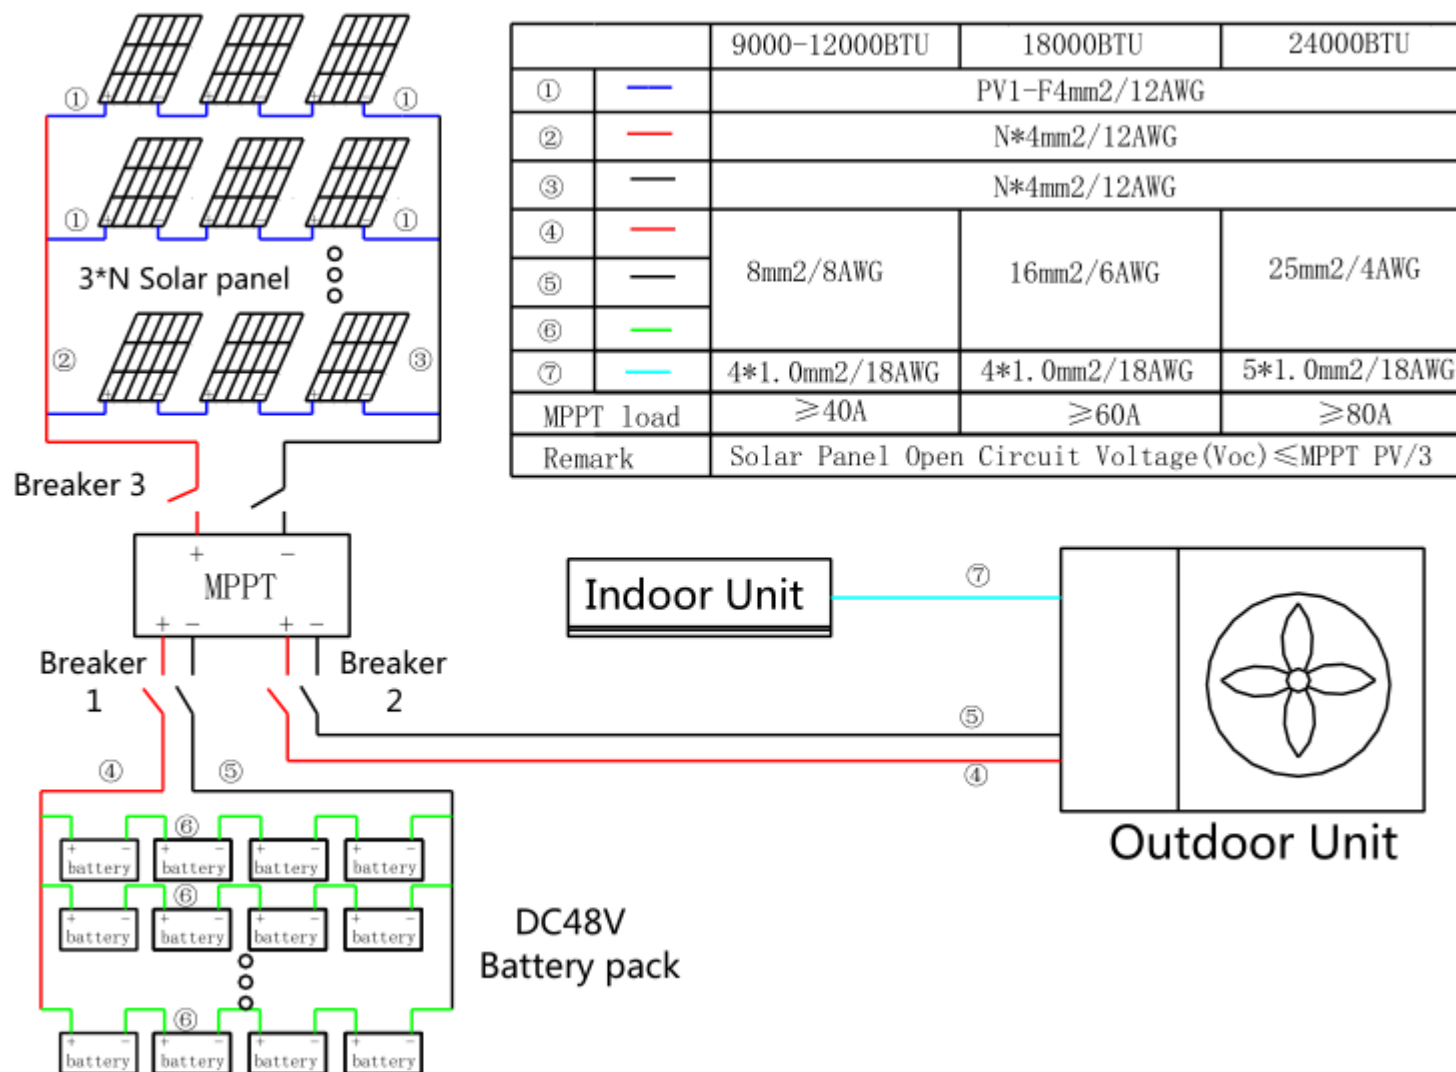 9000-12000BTU 18000BTU 24000BTU
① PV1-F4mm2/12AWG
② N*4mm2/12AWG
③ N*4mm2/12AWG
④
⑤ 8mm2/8AWG 16mm2/6AWG 25mm2/4AWG
⑥
⑦ 4*1.0mm2/18AWG 4*1.0mm2/18AWG 5*1.0mm2/18AWG
MPPT load ≥40A ≥60A ≥80A
Remark Solar Panel Open Circuit Voltage(Voc)≤MPPT PV/3
① ①
① ①
3*N Solar panel
② ③
Breaker 3
+ −
MPPT
+ − + −
Breaker
1
Breaker
2
Indoor Unit
⑦
⑤
④
Outdoor Unit
④ ⑤
⑥
+ − + − + − + −
battery battery battery battery
⑥
+ − + − + − + −
battery battery battery battery
DC48V
Battery pack
⑥
+ − + − + − + −
battery battery battery battery